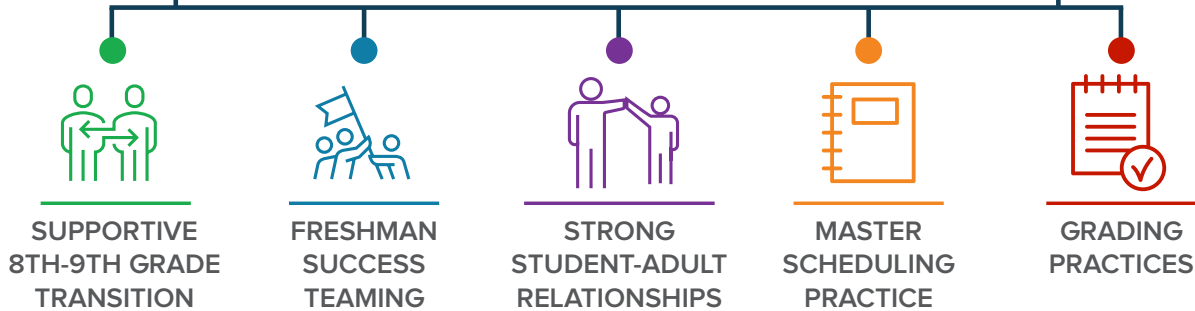 SUPPORTIVE
8TH-9TH GRADE
TRANSITION
FRESHMAN
SUCCESS
TEAMING
STRONG
STUDENT-ADULT
RELATIONSHIPS
MASTER
SCHEDULING
PRACTICE
GRADING
PRACTICES